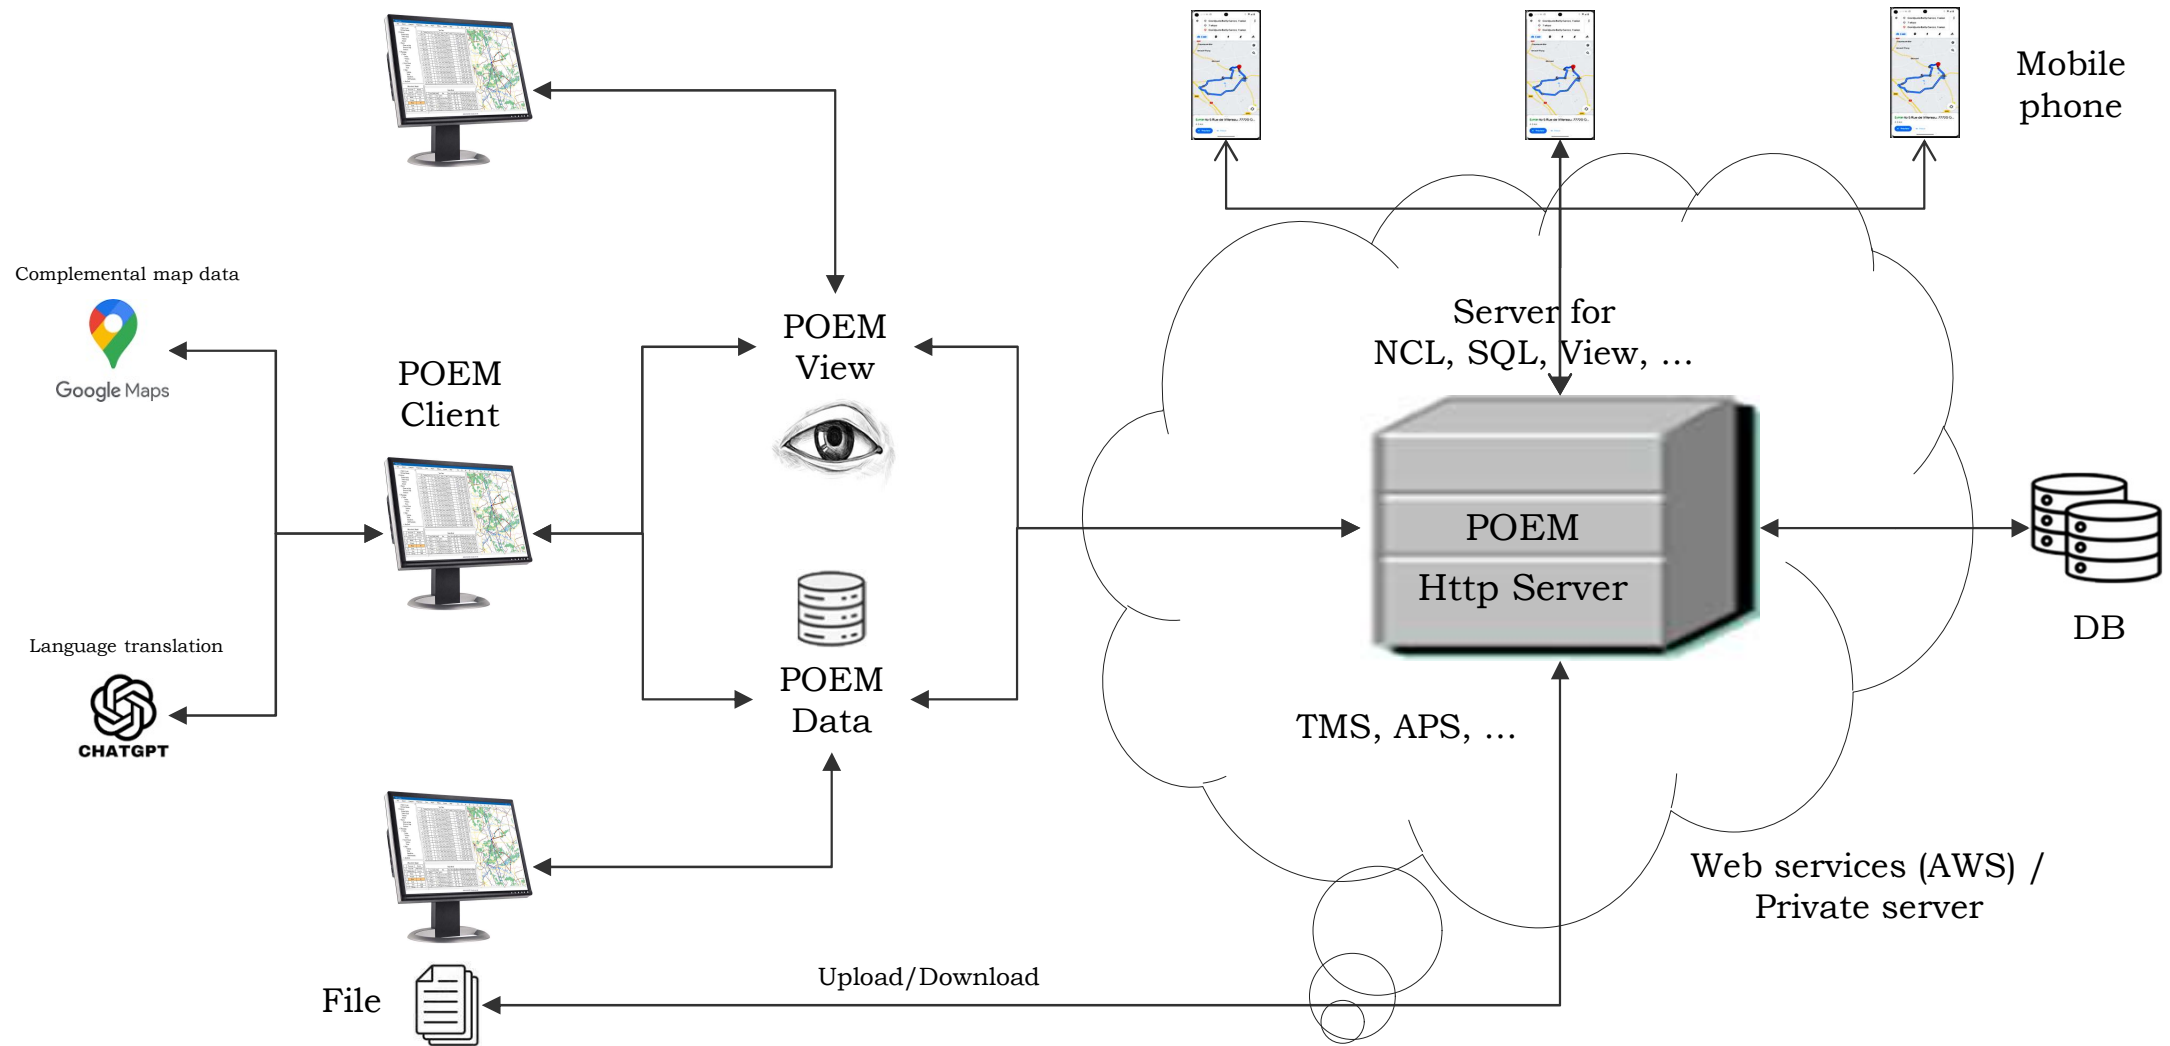 Mobile
phone
Complemental map data
Google Maps
POEM
Client
POEM
View
Server for
NCL, SQL, View, ...
POEM
Http Server
DB
Language translation
CHATGPT
POEM
Data
TMS, APS, ...
Web services (AWS) /
Private server
File
Upload/Download